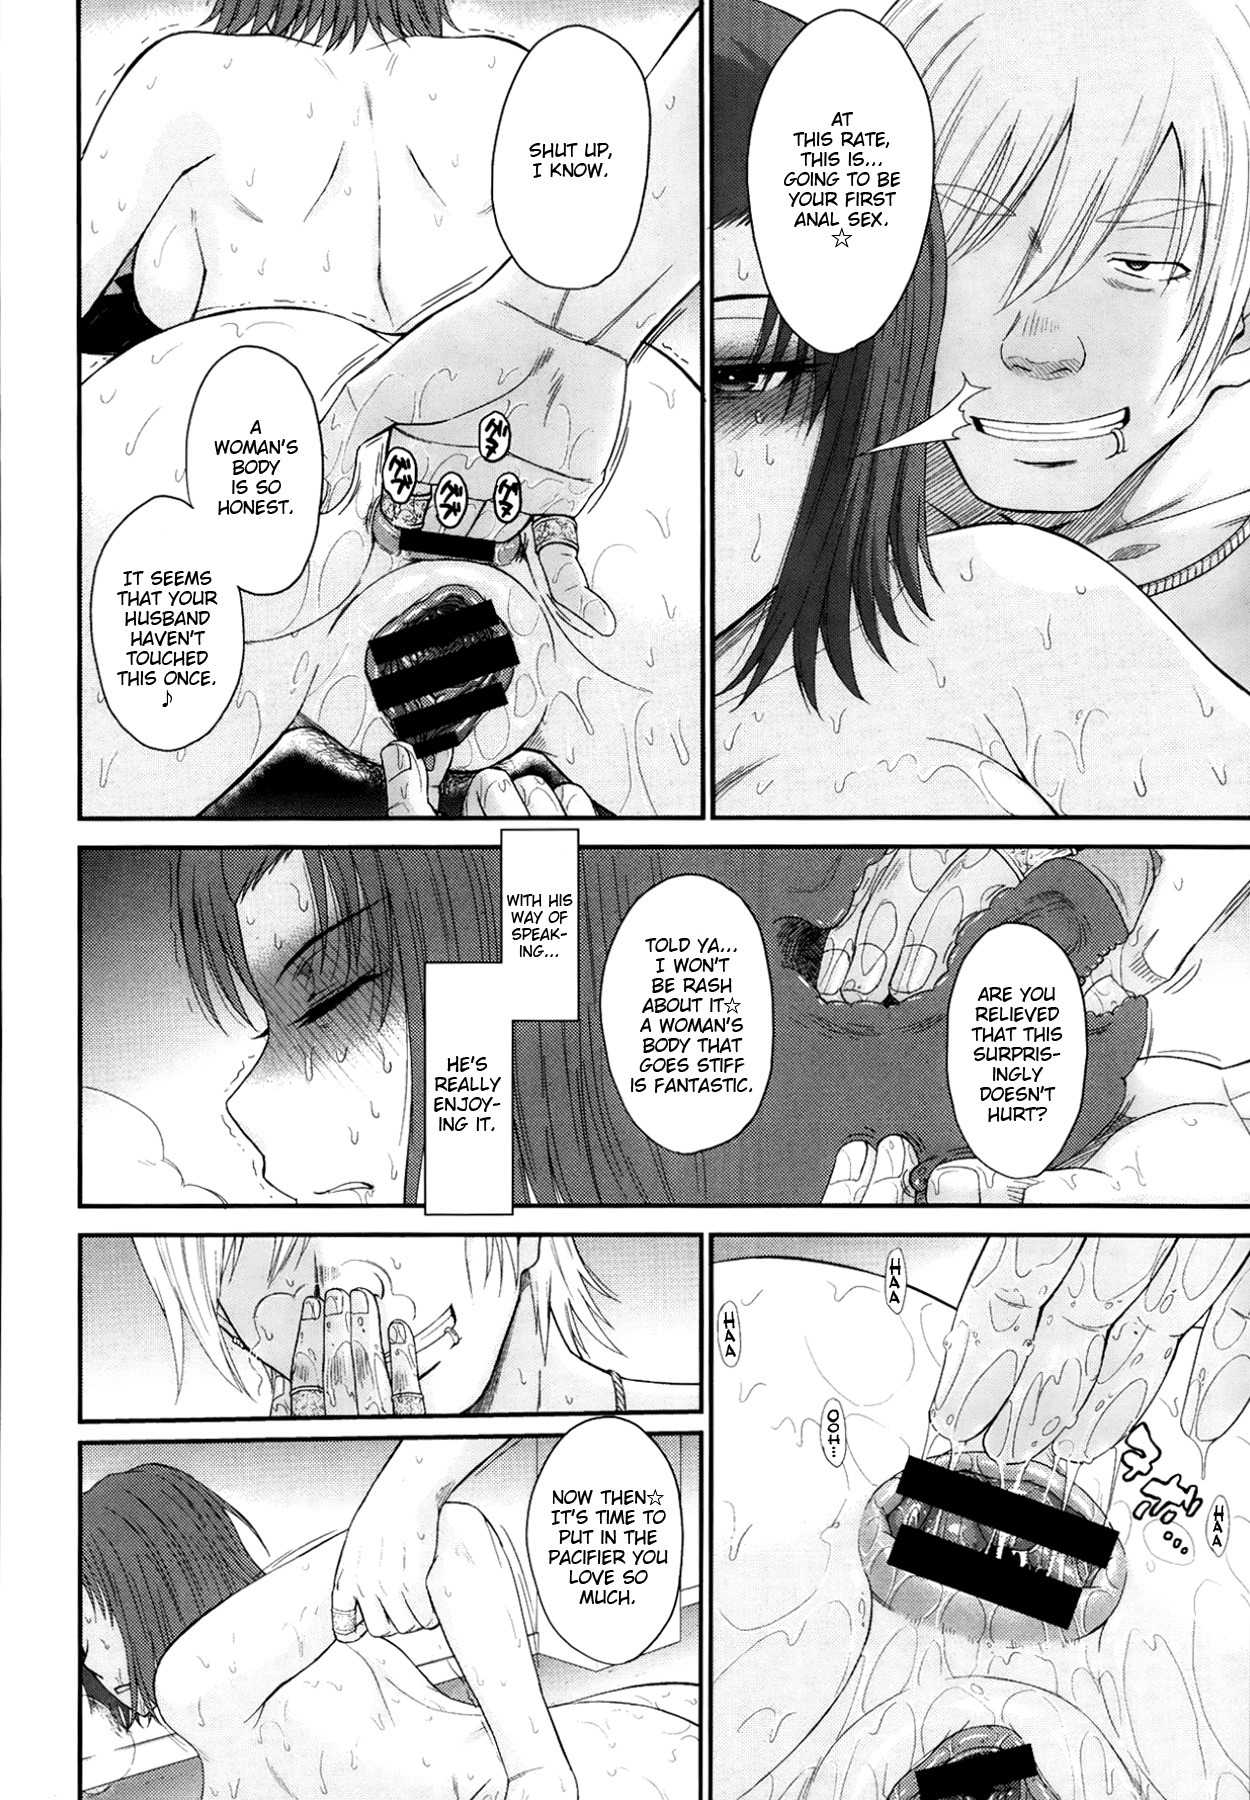 AT
THIS RATE,
THIS IS...
GOING TO BE
YOUR FIRST
ANAL SEX.
☆
SHUT UP,
I KNOW.
A
WOMAN'S
BODY
IS SO
HONEST.
IT SEEMS
THAT YOUR
HUSBAND
HAVEN'T
TOUCHED
THIS ONCE.
♪
ARE YOU
RELIEVED
THAT THIS
SURPRIS-
INGLY
DOESN'T
HURT?
TOLD YA...
I WON'T
BE RASH
ABOUT IT☆
A WOMAN'S
BODY THAT
GOES STIFF
IS FANTASTIC.
WITH HIS
WAY OF
SPEAK-
ING...
HE'S
REALLY
ENJOY-
ING IT.
HAA
HAA
OOH...
HAA
NOW THEN☆
IT'S TIME TO
PUT IN THE
PACIFIER YOU
LOVE SO
MUCH.